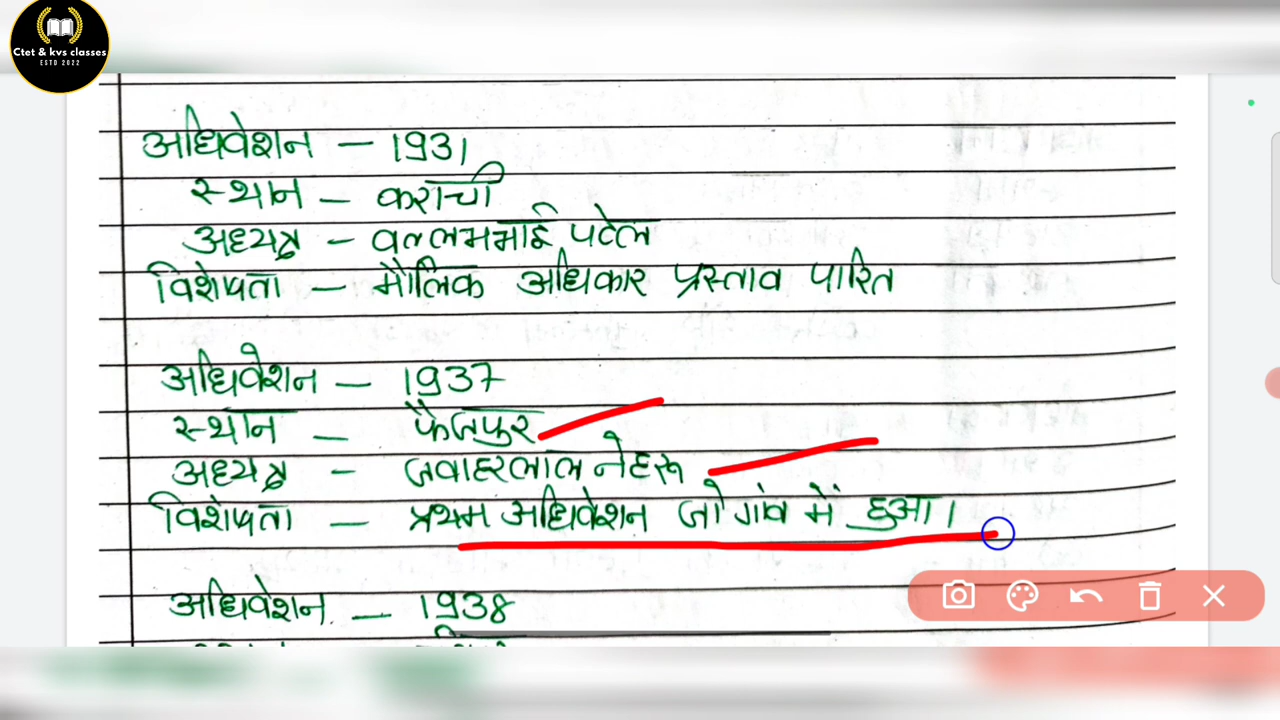 Ctet & kvs classes
ESTD 2022
अधिवेशन – 1931
स्थान – कराची
अध्यक्ष – वल्लभभाई पटेल
विशेषता – मौलिक अधिकार प्रस्ताव पारित
अधिवेशन – 1937
स्थान – फैजपुर
अध्यक्ष – जवाहरलाल नेहरू
विशेषता – प्रथम अधिवेशन जो गांव में हुआ।
अधिवेशन – 1938